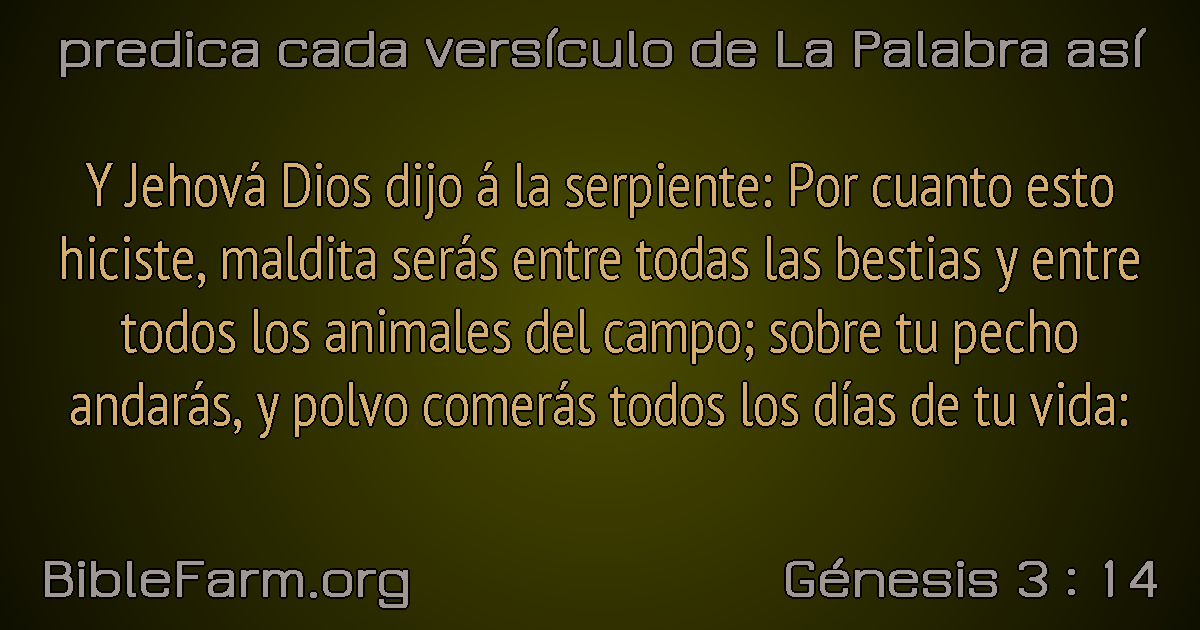 predica cada versículo de La Palabra así
Y Jehová Dios dijo á la serpiente: Por cuanto esto
hiciste, maldita serás entre todas las bestias y entre
todos los animales del campo; sobre tu pecho
andarás, y polvo comerás todos los días de tu vida:
BibleFarm.org
Génesis 3 : 14